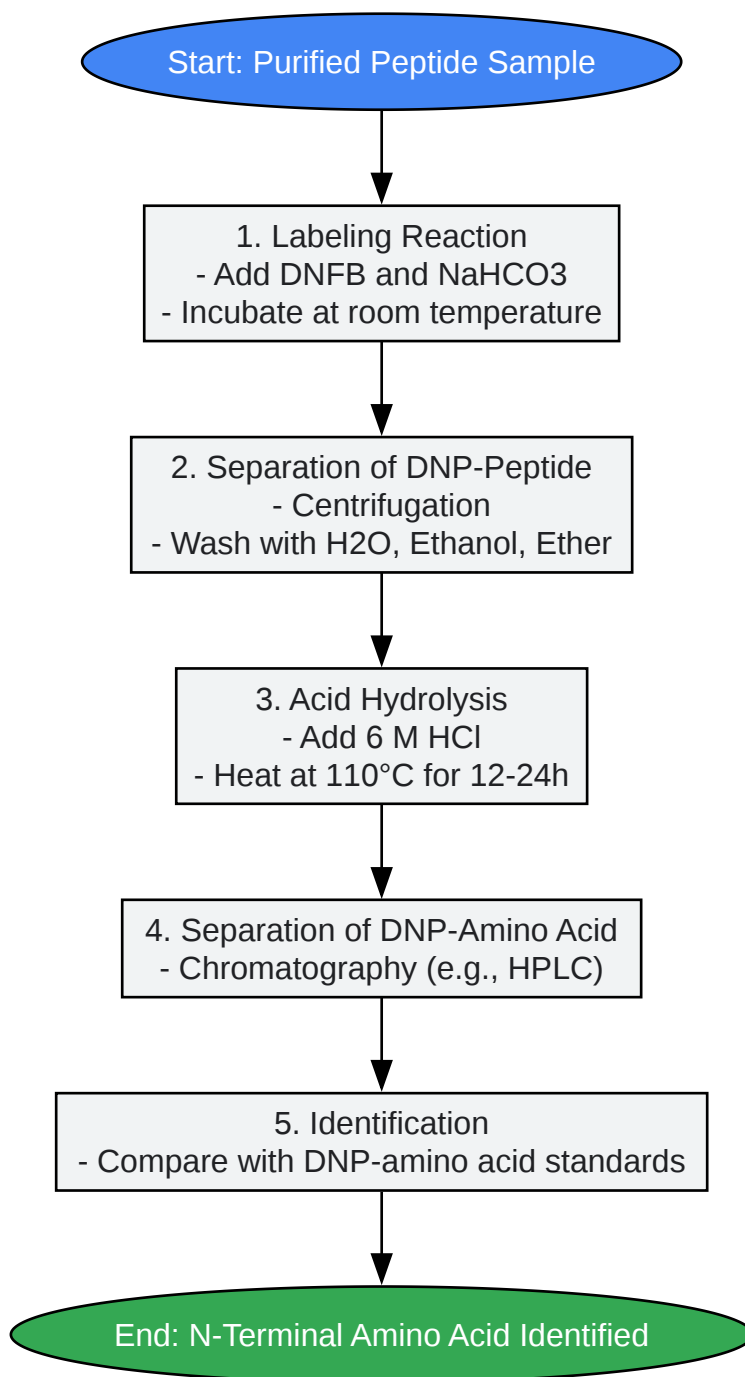 Start: Purified Peptide Sample
1. Labeling Reaction
- Add DNFB and NaHCO3
- Incubate at room temperature
2. Separation of DNP-Peptide
- Centrifugation
- Wash with H2O, Ethanol, Ether
3. Acid Hydrolysis
- Add 6 M HCl
- Heat at 110°C for 12-24h
4. Separation of DNP-Amino Acid
- Chromatography (e.g., HPLC)
5. Identification
- Compare with DNP-amino acid standards
End: N-Terminal Amino Acid Identified